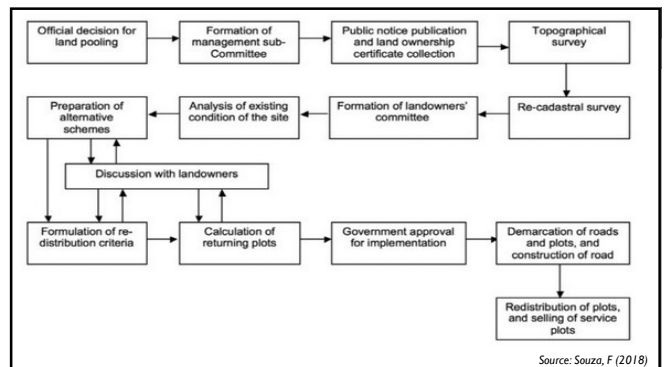 Official decision for
land pooling
Formation of
management sub-
Committee
Public notice publication
and land ownership
certificate collection
Topographical
survey
Preparation of
alternative
schemes
Analysis of existing
condition of the site
Formation of landowners'
committee
Re-cadastral survey
Discussion with landowners
Formulation of re-
distribution criteria
Calculation of
returning plots
Government approval
for implementation
Demarcation of roads
and plots, and
construction of road
Redistribution of plots,
and selling of service
plots
Source: Souza, F (2018)